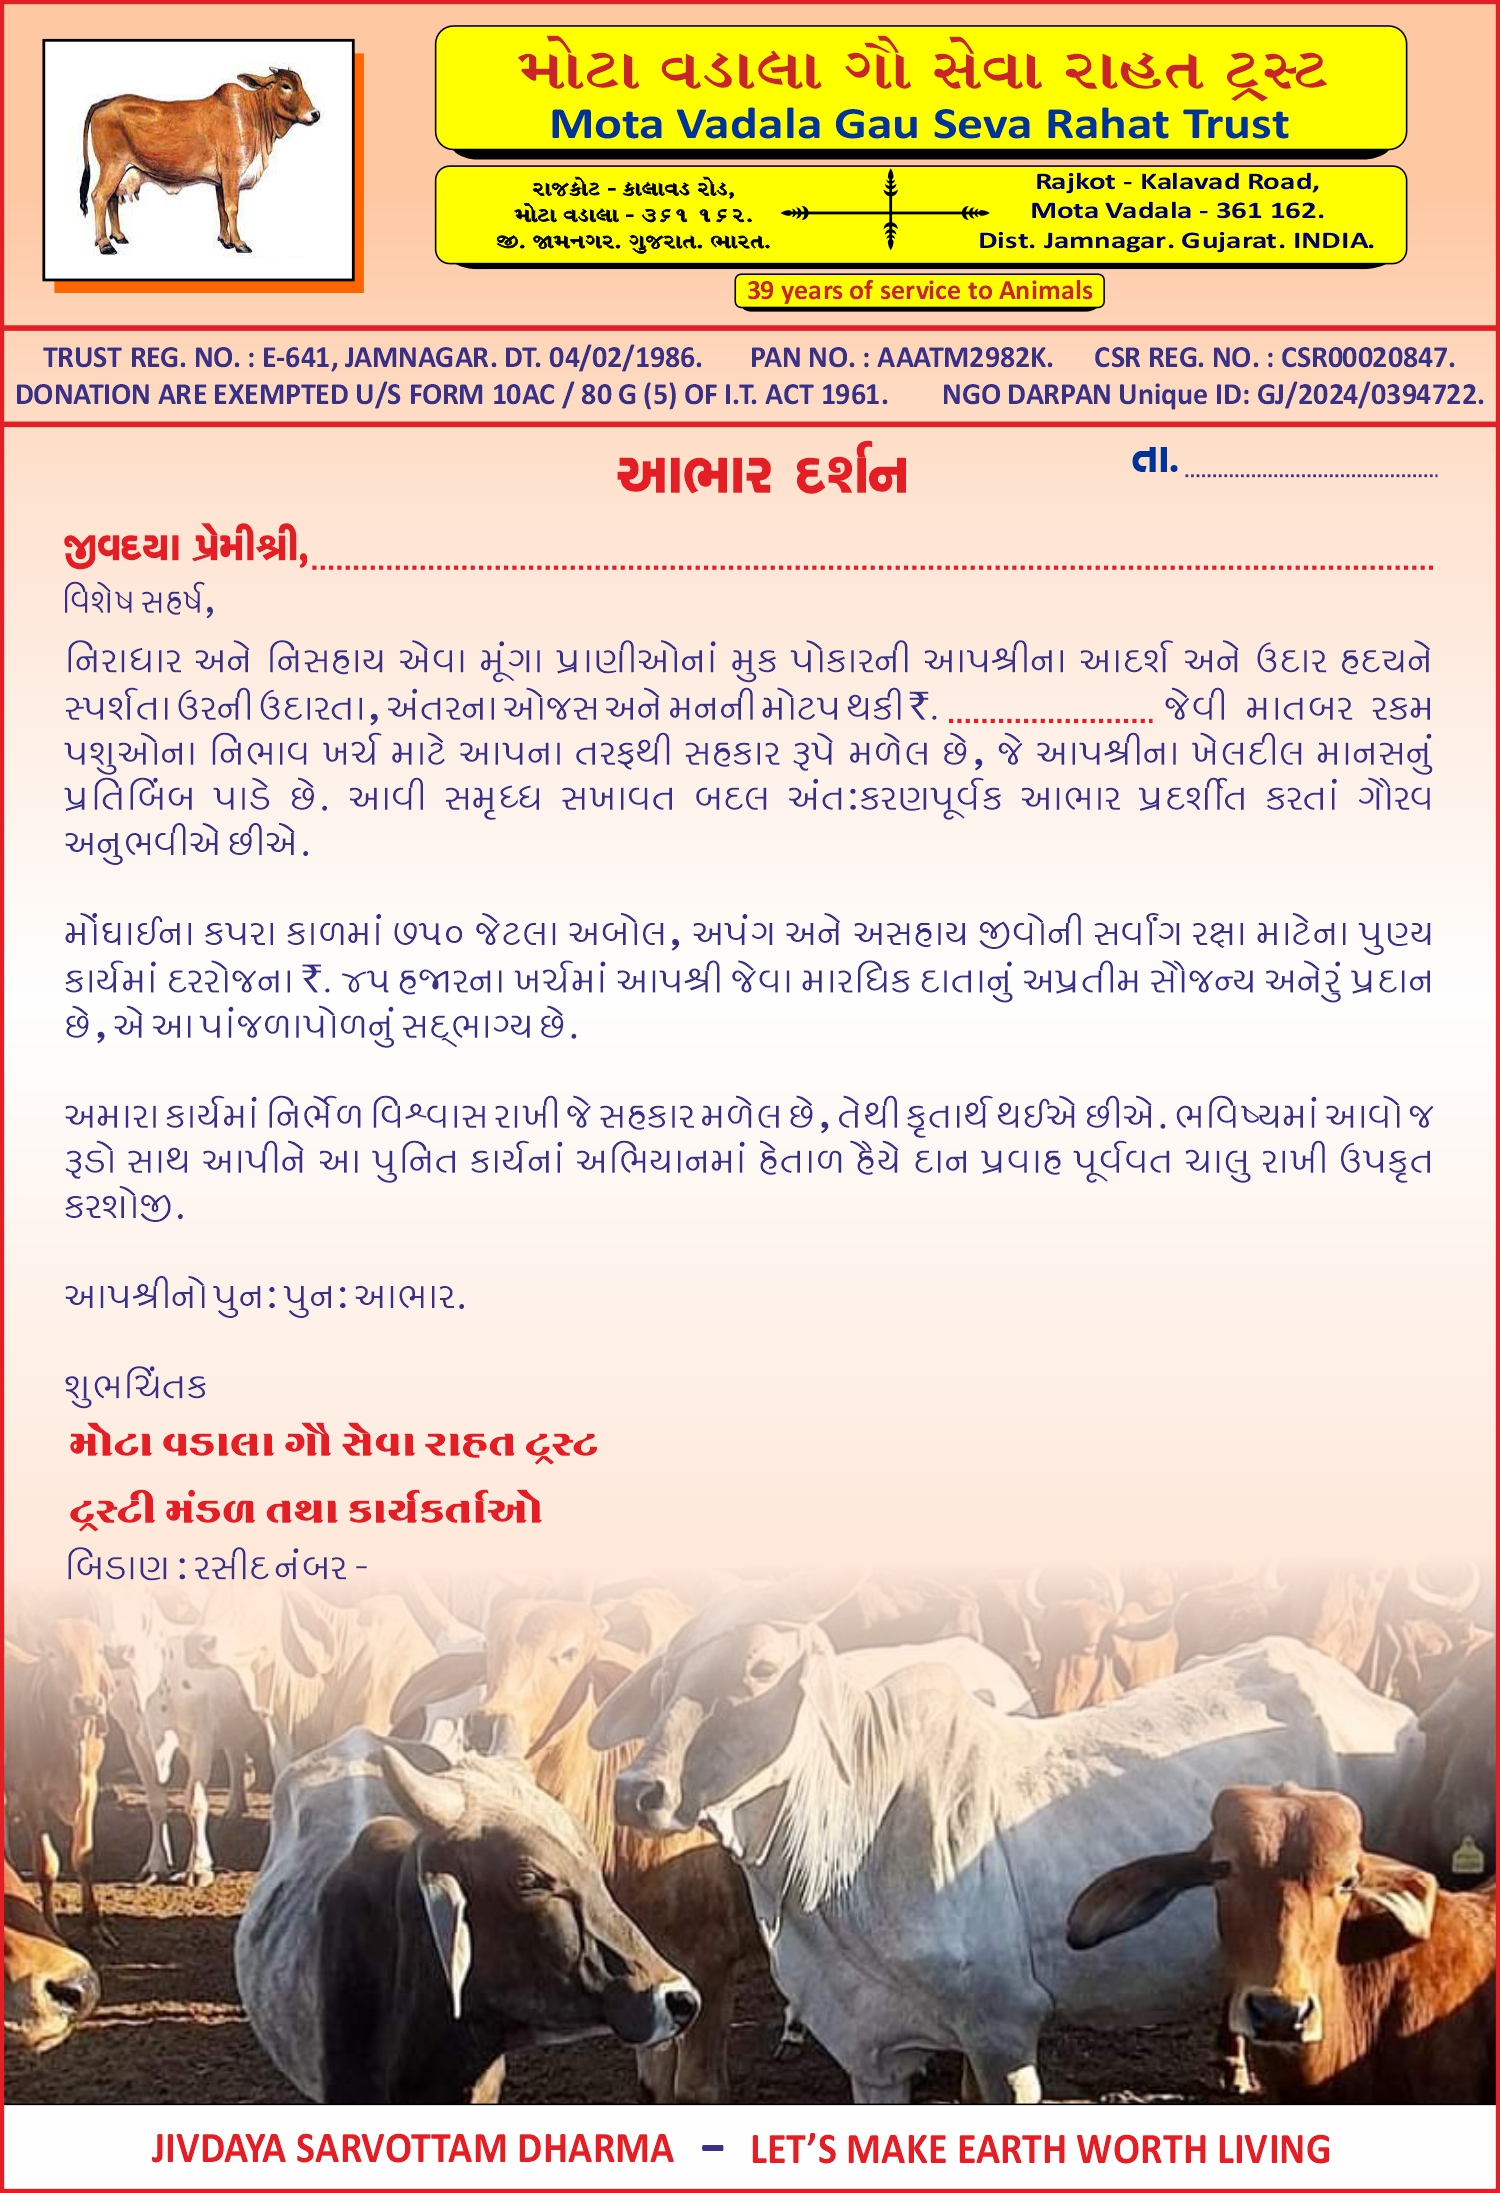 મોટા વડાલા ગૌ સેવા રાહત ટ્રસ્ટ
Mota Vadala Gau Seva Rahat Trust
રાજકોટ - કાલાવડ રોડ,
મોટા વડાલા - ૩૬૧ ૧૬૨.
જી. જામનગર. ગુજરાત. ભારત.
Rajkot - Kalavad Road,
Mota Vadala - 361 162.
Dist. Jamnagar. Gujarat. INDIA.
39 years of service to Animals
TRUST REG. NO. : E-641, JAMNAGAR. DT. 04/02/1986. PAN NO. : AAATM2982K. CSR REG. NO. : CSR00020847.
DONATION ARE EXEMPTED U/S FORM 10AC / 80 G (5) OF I.T. ACT 1961. NGO DARPAN Unique ID: GJ/2024/0394722.
આભાર દર્શન
તા. ..........................................
જીવદયા પ્રેમીશ્રી,................................................................................
વિશેષ સહર્ષ,
નિરાધાર અને નિસહાય એવા મૂંગા પ્રાણીઓનાં મુક પોકારની આપશ્રીના આદર્શ અને ઉદાર હૃદયને
સ્પર્શતા ઉરની ઉદારતા, અંતરના ઓજસ અને મનની મોટપ થકી ₹. ......................... જેવી માતબર રકમ
પશુઓના નિભાવ ખર્ચ માટે આપના તરફથી સહકાર રૂપે મળેલ છે, જે આપશ્રીના ખેલદીલ માનસનું
પ્રતિબિંબ પાડે છે. આવી સમૃધ્ધ સખાવત બદલ અંત:કરણપૂર્વક આભાર પ્રદર્શીત કરતાં ગૌરવ
અનુભવીએ છીએ.
મોંઘાઈના કપરા કાળમાં ૭૫૦ જેટલા અબોલ, અપંગ અને અસહાય જીવોની સર્વાંગ રક્ષા માટેના પુણ્ય
કાર્યમાં દરરોજના ₹. ૪૫ હજારના ખર્ચમાં આપશ્રી જેવા મારધિક દાતાનું અપ્રતીમ સૌજન્ય અનેરું પ્રદાન
છે, એ આ પાંજળાપોળનું સદ્ભાગ્ય છે.
અમારા કાર્યમાં નિર્ભેળ વિશ્વાસ રાખી જે સહકાર મળેલ છે, તેથી કૃતાર્થ થઈએ છીએ. ભવિષ્યમાં આવો જ
રૂડો સાથ આપીને આ પુનિત કાર્યનાં અભિયાનમાં હેતાળ હૈયે દાન પ્રવાહ પૂર્વવત ચાલુ રાખી ઉપકૃત
કરશોજી.
આપશ્રીનો પુન: પુન: આભાર.
શુભચિંતક
મોટા વડાલા ગૌ સેવા રાહત ટ્રસ્ટ
ટ્રસ્ટી મંડળ તથા કાર્યકર્તાઓ
બિડાણ : રસીદ નંબર -
JIVDAYA SARVOTTAM DHARMA – LET'S MAKE EARTH WORTH LIVING